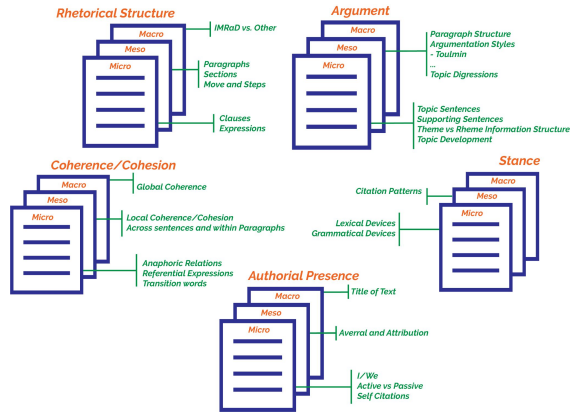 Rhetorical Structure
Macro
Meso
Micro
IMRaD vs. Other
Paragraphs
Sections
Move and Steps
Clauses
Expressions
Argument
Macro
Meso
Micro
Paragraph Structure
Argumentation Styles
- Toulmin
...
Topic Digressions
Topic Sentences
Supporting Sentences
Theme vs Rheme Information Structure
Topic Development
Coherence/Cohesion
Macro
Meso
Micro
Global Coherence
Local Coherence/Cohesion
Across sentences and within Paragraphs
Anaphoric Relations
Referential Expressions
Transition words
Stance
Macro
Meso
Micro
Citation Patterns
Lexical Devices
Grammatical Devices
Authorial Presence
Macro
Meso
Micro
Title of Text
Averral and Attribution
I/We
Active vs Passive
Self Citations